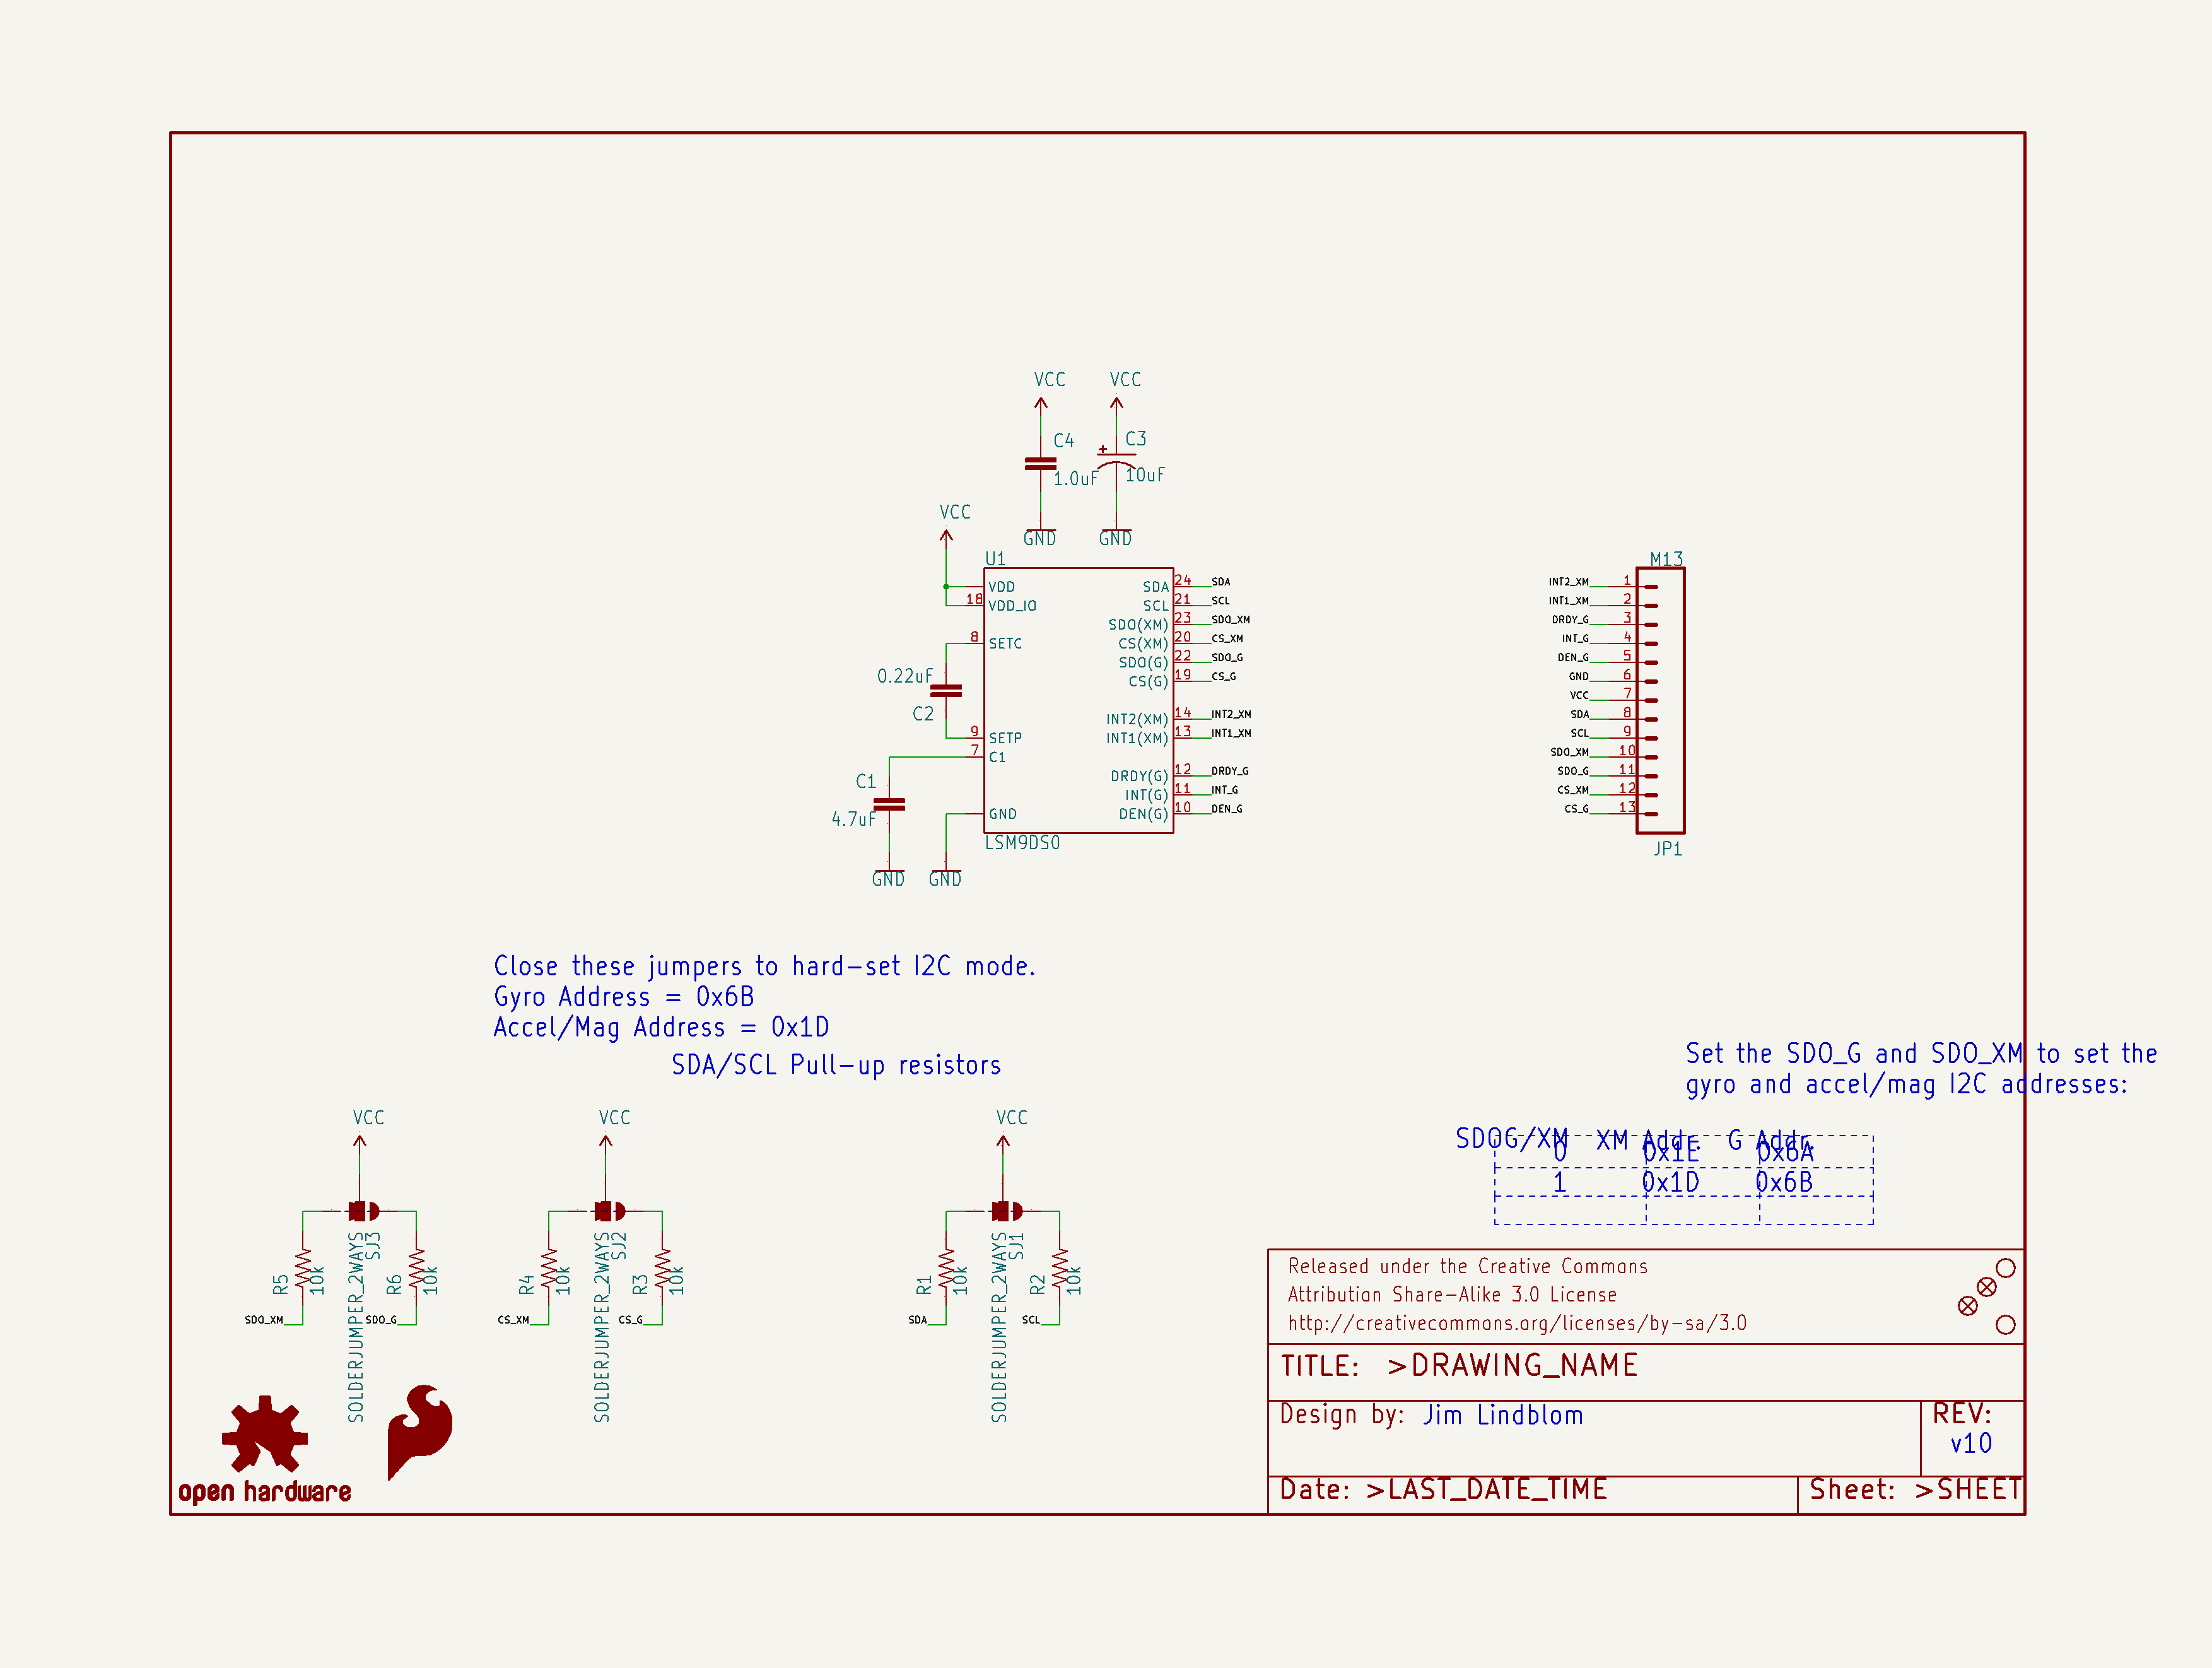 VCC VCC
C4 C3
1.0uF 10uF
GND GND
VCC
U1
VDD
18 VDD_IO
8 SETC
0.22uF
C2
9 SETP
7 C1
C1
4.7uF
GND
LSM9DS0
GND GND
SDA 24 SDA
SCL 21 SCL
SDO(XM) 23 SDO_XM
CS(XM) 20 CS_XM
SDO(G) 22 SDO_G
CS(G) 19 CS_G
INT2(XM) 14 INT2_XM
INT1(XM) 13 INT1_XM
DRDY(G) 12 DRDY_G
INT(G) 11 INT_G
DEN(G) 10 DEN_G
M13
INT2_XM 1
INT1_XM 2
DRDY_G 3
INT_G 4
DEN_G 5
GND 6
VCC 7
SDA 8
SCL 9
SDO_XM 10
SDO_G 11
CS_XM 12
CS_G 13
JP1
Close these jumpers to hard-set I2C mode.
Gyro Address = 0x6B
Accel/Mag Address = 0x1D
SDA/SCL Pull-up resistors
Set the SDO_G and SDO_XM to set the
gyro and accel/mag I2C addresses:
SDOG/XM XM Addr. G Addr.
0 0x1E 0x6A
1 0x1D 0x6B
VCC
R5 10k
SOLDERJUMPER_2WAYS
SJ3
R6 10k
SDO_XM SDO_G
VCC
R4 10k
SOLDERJUMPER_2WAYS
SJ2
R3 10k
CS_XM CS_G
VCC
R1 10k
SOLDERJUMPER_2WAYS
SJ1
R2 10k
SDA SCL
open hardware
Released under the Creative Commons
Attribution Share-Alike 3.0 License
http://creativecommons.org/licenses/by-sa/3.0
TITLE: >DRAWING_NAME
Design by: Jim Lindblom
REV:
v10
Date: >LAST_DATE_TIME
Sheet: >SHEET